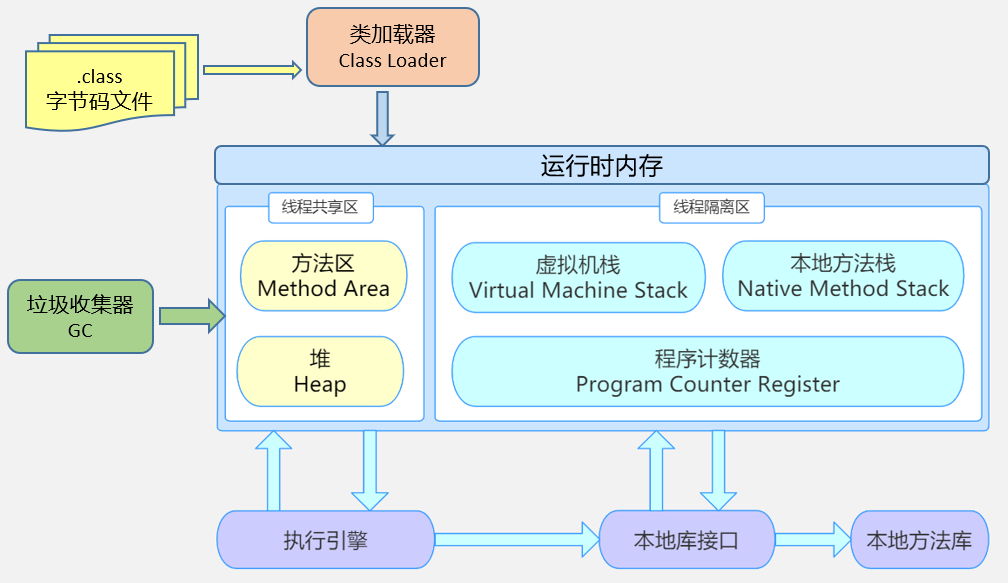 类加载器
Class Loader
.class
字节码文件
运行时内存
线程共享区
线程隔离区
方法区
Method Area
虚拟机栈
Virtual Machine Stack
本地方法栈
Native Method Stack
垃圾收集器
GC
堆
Heap
程序计数器
Program Counter Register
执行引擎
本地库接口
本地方法库